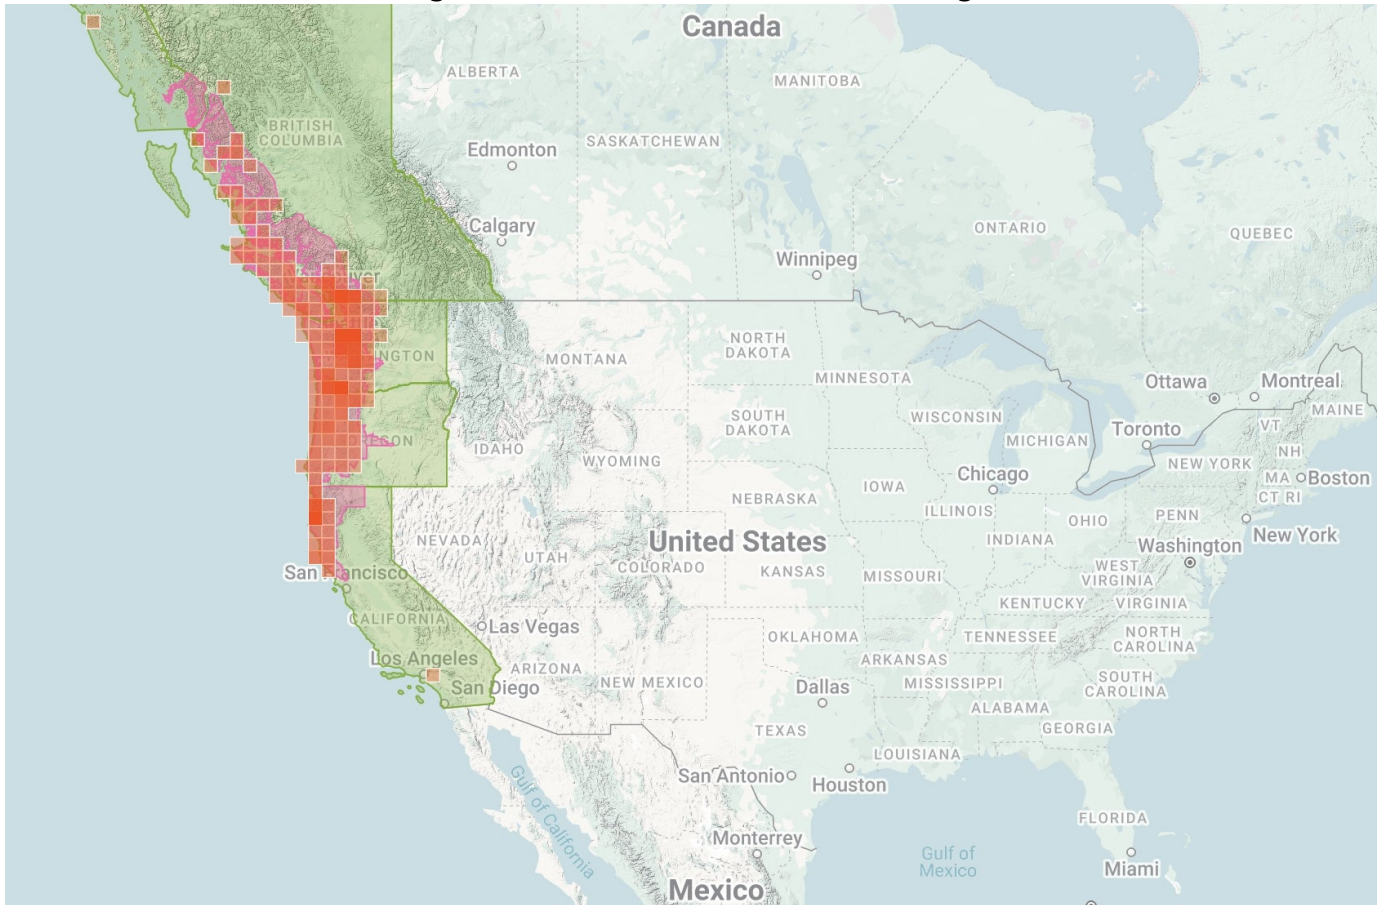 Canada
ALBERTA
MANITOBA
BRITISH
COLUMBIA
SASKATCHEWAN
Edmonton
Calgary
ONTARIO
QUEBEC
Winnipeg
NORTH
DAKOTA
MONTANA
MINNESOTA
Ottawa
Montreal
MAINE
VT
SOUTH
DAKOTA
WISCONSIN
MICHIGAN
Toronto
NH
IDAHO
WYOMING
NEW YORK
Chicago
MA
Boston
CT RI
IOWA
NEBRASKA
ILLINOIS
OHIO
PENN
New York
NEVADA
UTAH
United States
INDIANA
Washington
COLORADO
KANSAS
MISSOURI
WEST
VIRGINIA
San Francisco
KENTUCKY
VIRGINIA
CALIFORNIA
Las Vegas
OKLAHOMA
TENNESSEE
NORTH
CAROLINA
Los Angeles
ARIZONA
NEW MEXICO
ARKANSAS
MISSISSIPPI
SOUTH
CAROLINA
San Diego
Dallas
ALABAMA
GEORGIA
TEXAS
LOUISIANA
San Antonio
Houston
Gulf of California
FLORIDA
Monterrey
Gulf of
Mexico
Miami
Mexico